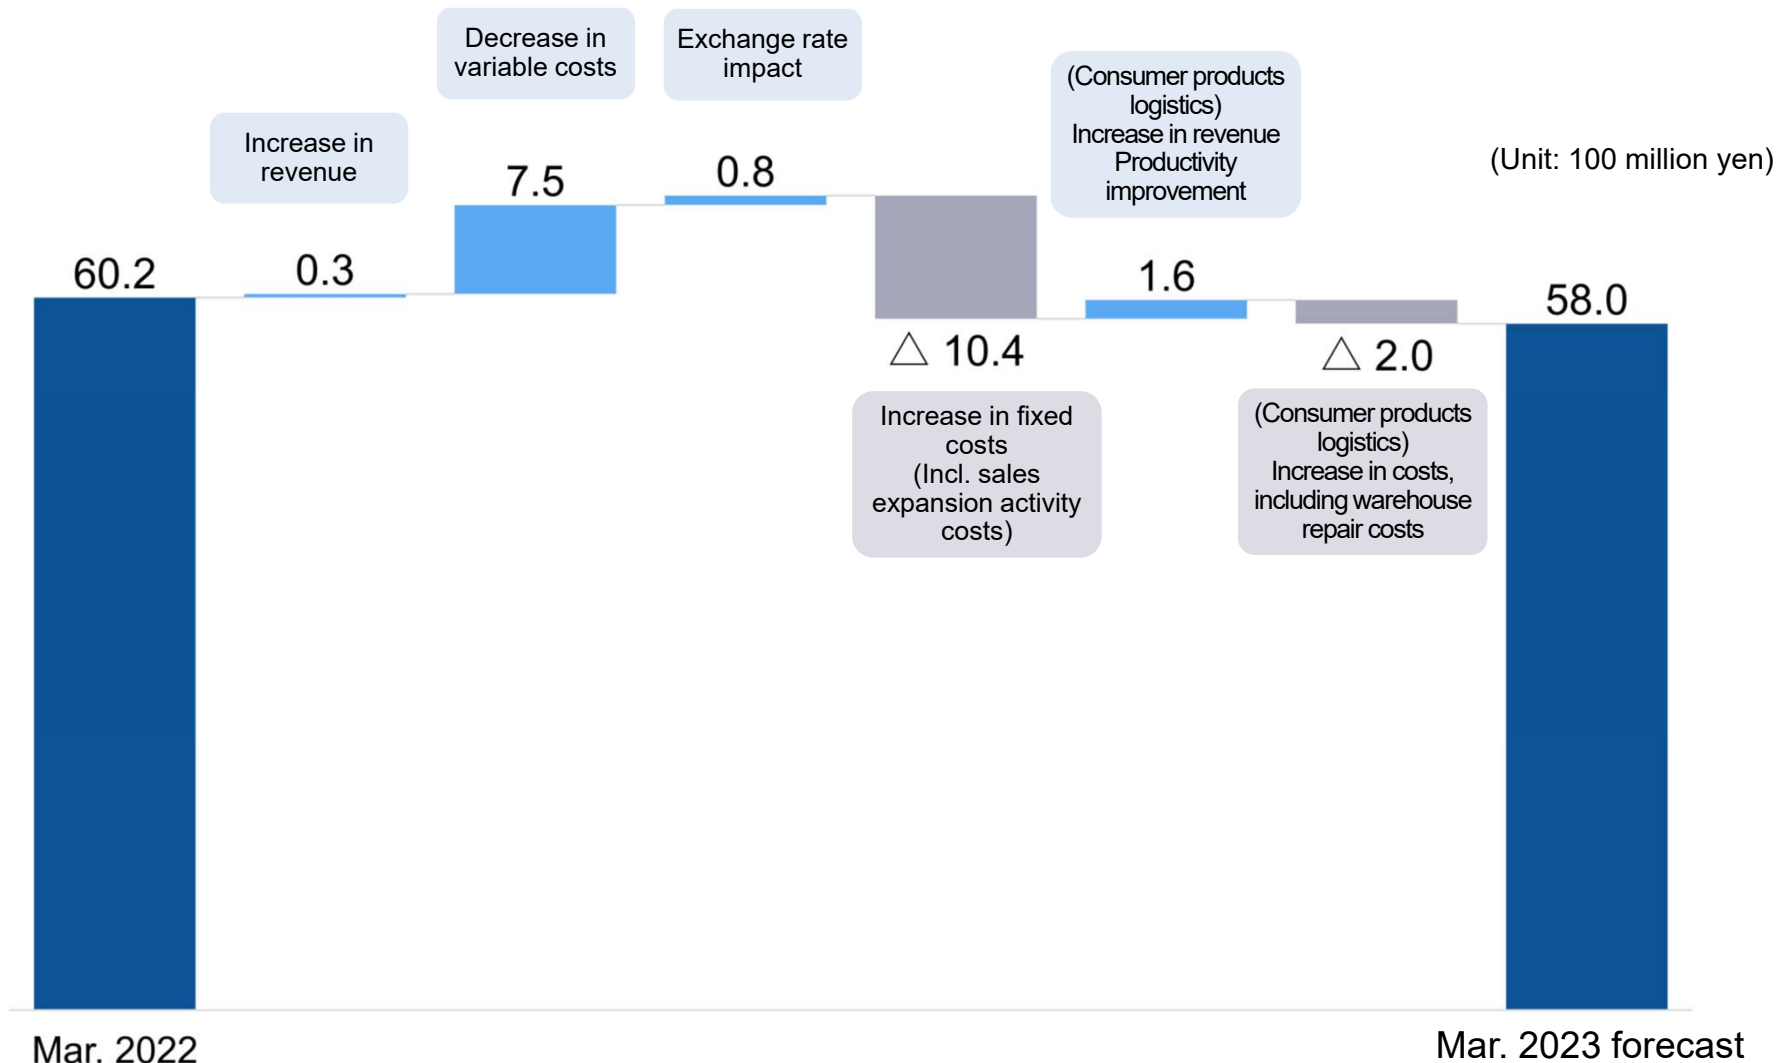 Decrease in
variable costs
Exchange rate
impact
(Consumer products
logistics)
Increase in revenue
Productivity
improvement
Increase in
revenue
(Unit: 100 million yen)
60.2
0.3
7.5
0.8
△ 10.4
1.6
△ 2.0
58.0
Increase in fixed
costs
(Incl. sales
expansion activity
costs)
(Consumer products
logistics)
Increase in costs,
including warehouse
repair costs
Mar. 2022
Mar. 2023 forecast